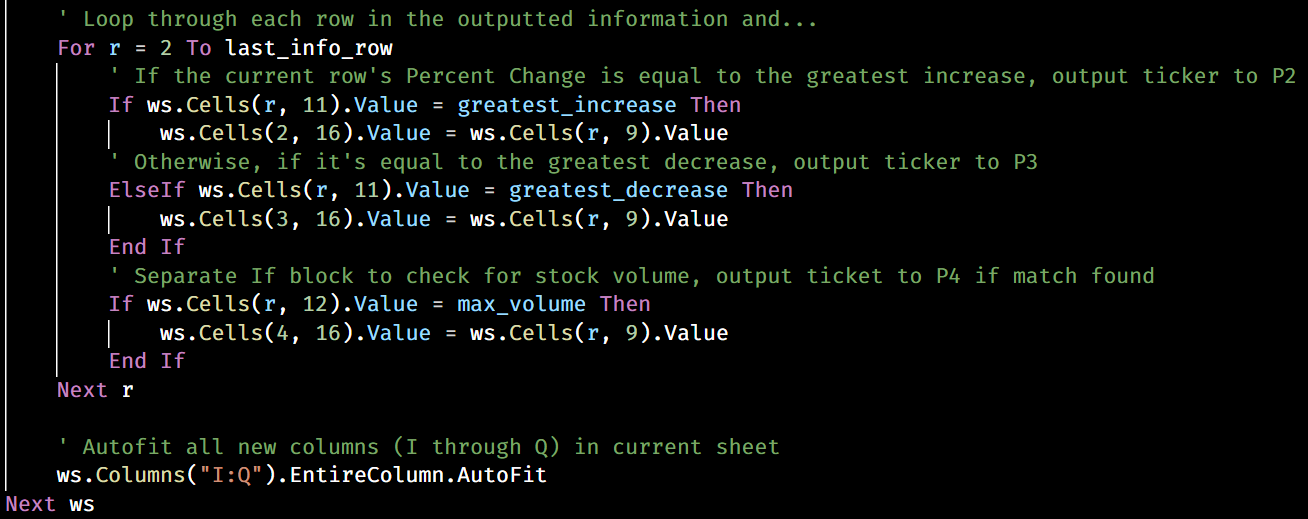 ' Loop through each row in the outputted information and...
For r = 2 To last_info_row
' If the current row's Percent Change is equal to the greatest increase, output ticker to P2
If ws.Cells(r, 11).Value = greatest_increase Then
ws.Cells(2, 16).Value = ws.Cells(r, 9).Value
' Otherwise, if it's equal to the greatest decrease, output ticker to P3
ElseIf ws.Cells(r, 11).Value = greatest_decrease Then
ws.Cells(3, 16).Value = ws.Cells(r, 9).Value
End If
' Separate If block to check for stock volume, output ticket to P4 if match found
If ws.Cells(r, 12).Value = max_volume Then
ws.Cells(4, 16).Value = ws.Cells(r, 9).Value
End If
Next r
' Autofit all new columns (I through Q) in current sheet
ws.Columns("I:Q").EntireColumn.AutoFit
Next ws